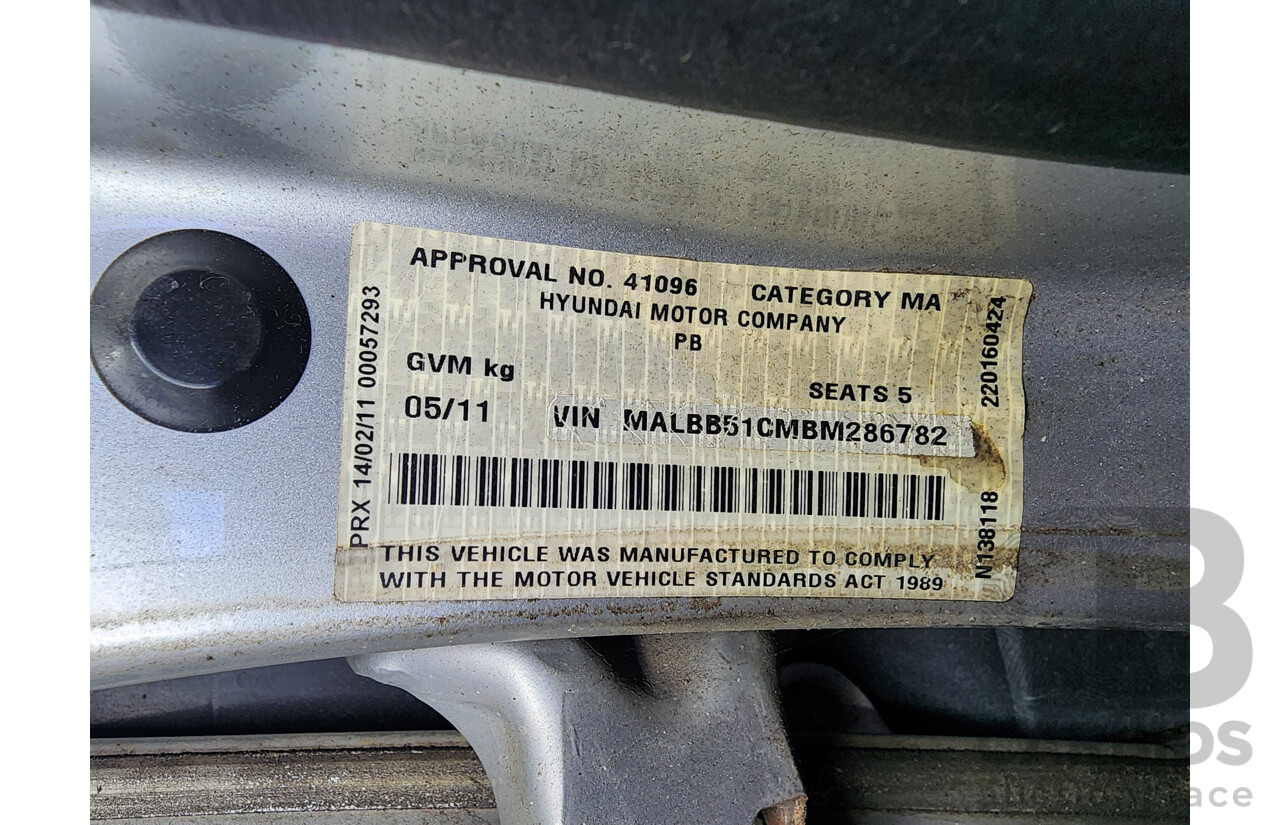 APPROVAL NO. 41096 CATEGORY MA
HYUNDAI MOTOR COMPANY
PB
GVM kg
SEATS 5
05/11 VIN MALBB51CMBM286782
THIS VEHICLE WAS MANUFACTURED TO COMPLY
WITH THE MOTOR VEHICLE STANDARDS ACT 1989
PRX 14/02/11 00057293
N138118 220160424